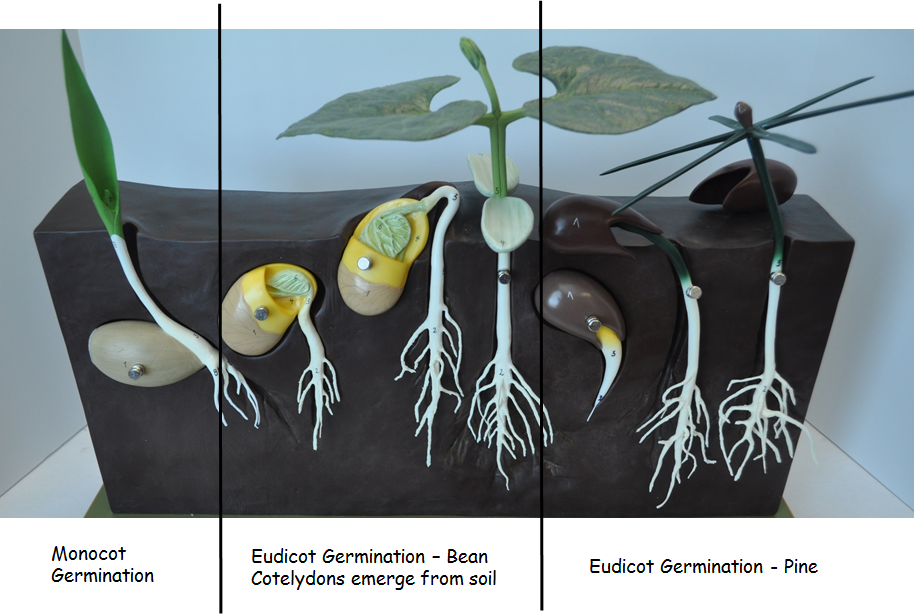 Monocot
Germination
Eudicot Germination – Bean
Cotelydons emerge from soil
Eudicot Germination - Pine